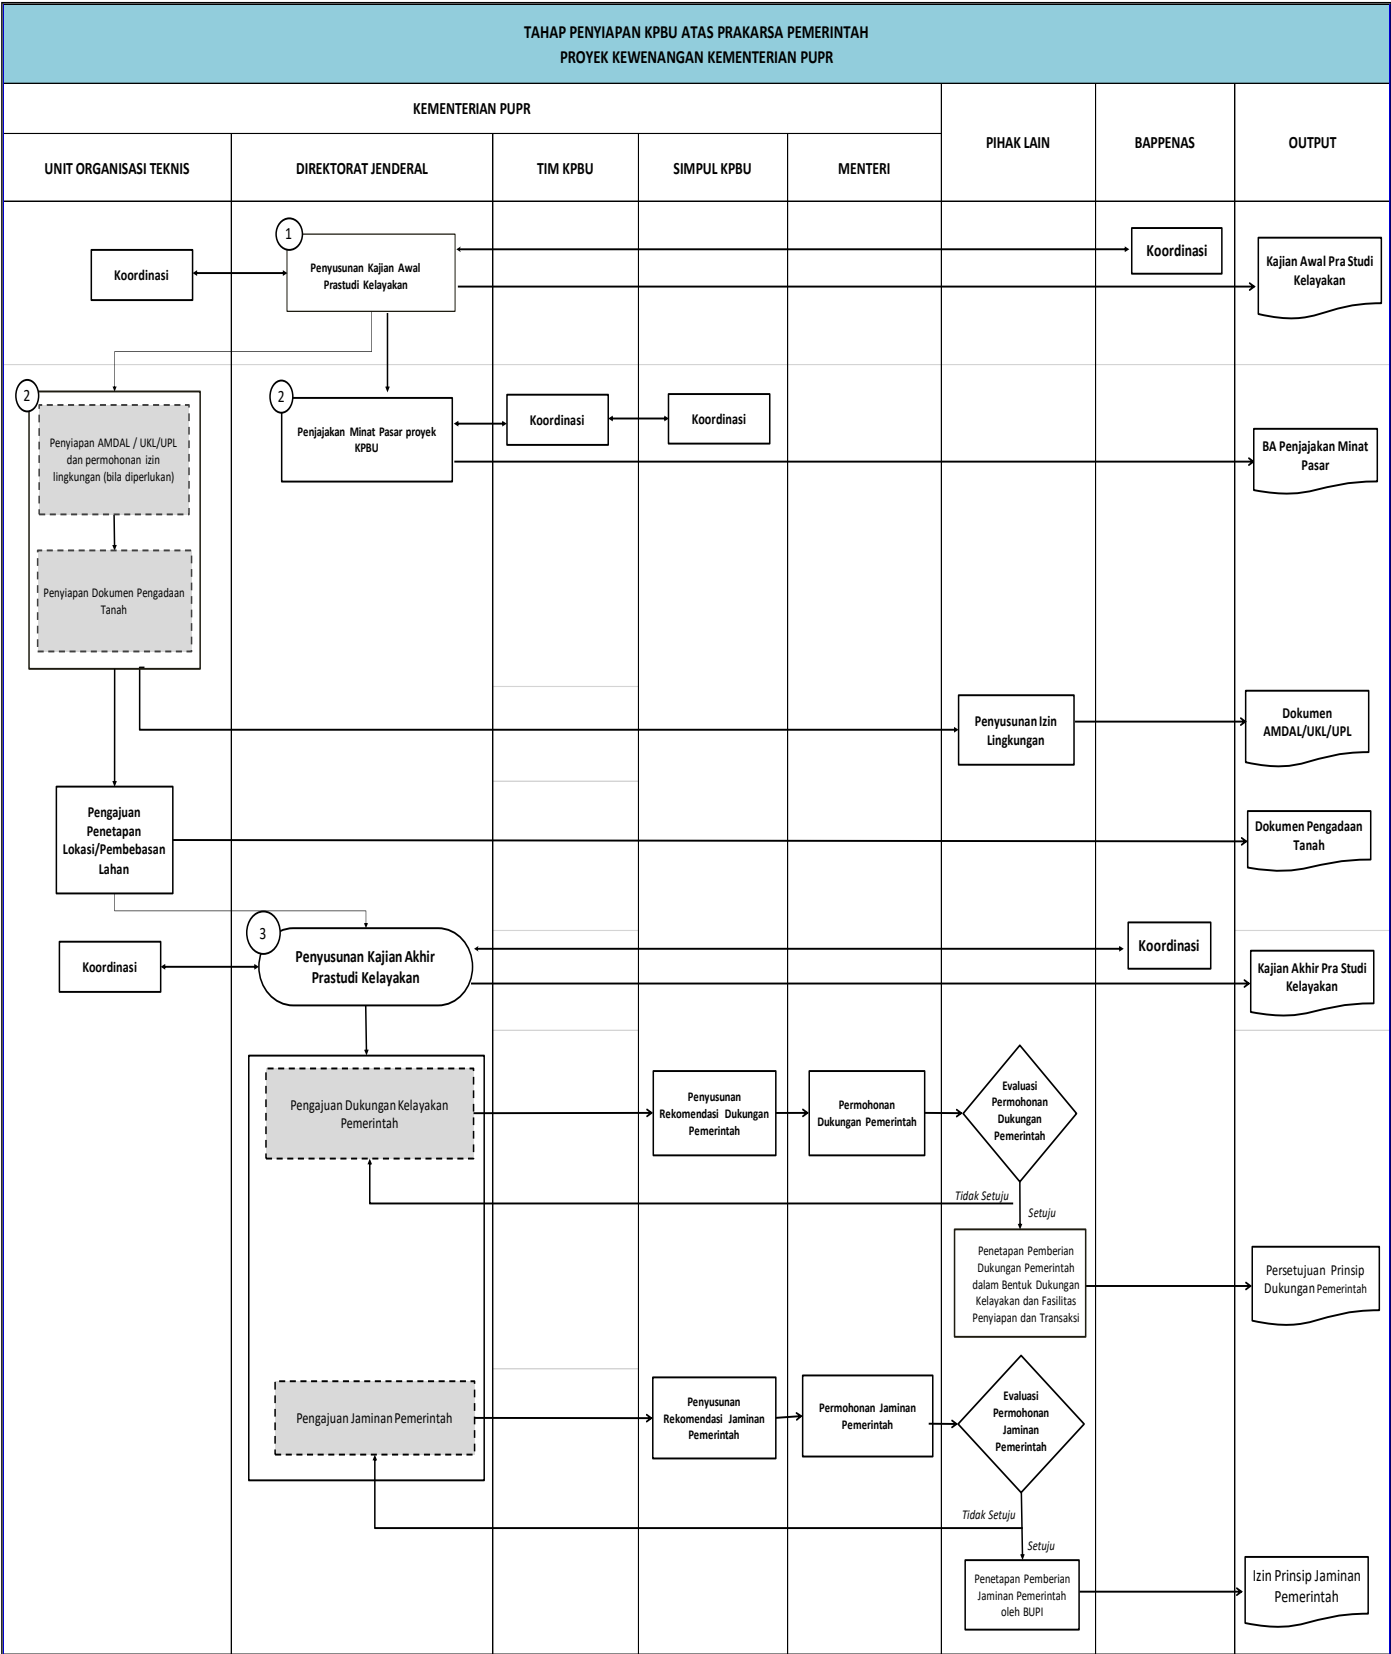 TAHAP PENYIAPAN KPBU ATAS PRAKARSA PEMERINTAH
PROYEK KEWENANGAN KEMENTERIAN PUPR
KEMENTERIAN PUPR
PIHAK LAIN
BAPPENAS
OUTPUT
UNIT ORGANISASI TEKNIS
DIREKTORAT JENDERAL
TIM KPBU
SIMPUL KPBU
MENTERI
1
Koordinasi
Penyusunan Kajian Awal
Prastudi Kelayakan
Koordinasi
Kajian Awal Pra Studi
Kelayakan
2
Penyiapan AMDAL / UKL/UPL
dan permohonan izin
lingkungan (bila diperlukan)
Penyiapan Dokumen Pengadaan
Tanah
2
Penjajakan Minat Pasar proyek
KPBU
Koordinasi
Koordinasi
BA Penjajakan Minat
Pasar
Penyusunan Izin
Lingkungan
Dokumen
AMDAL/UKL/UPL
Pengajuan
Penetapan
Lokasi/Pembebasan
Lahan
Dokumen Pengadaan
Tanah
3
Koordinasi
Penyusunan Kajian Akhir
Prastudi Kelayakan
Koordinasi
Kajian Akhir Pra Studi
Kelayakan
Pengajuan Dukungan Kelayakan
Pemerintah
Penyusunan
Rekomendasi Dukungan
Pemerintah
Permohonan
Dukungan Pemerintah
Evaluasi
Permohonan
Dukungan
Pemerintah
Tidak Setuju
Setuju
Penetapan Pemberian
Dukungan Pemerintah
dalam Bentuk Dukungan
Kelayakan dan Fasilitas
Penyiapan dan Transaksi
Persetujuan Prinsip
Dukungan Pemerintah
Pengajuan Jaminan Pemerintah
Penyusunan
Rekomendasi Jaminan
Pemerintah
Permohonan Jaminan
Pemerintah
Evaluasi
Permohonan
Jaminan
Pemerintah
Tidak Setuju
Setuju
Penetapan Pemberian
Jaminan Pemerintah
oleh BUPI
Izin Prinsip Jaminan
Pemerintah